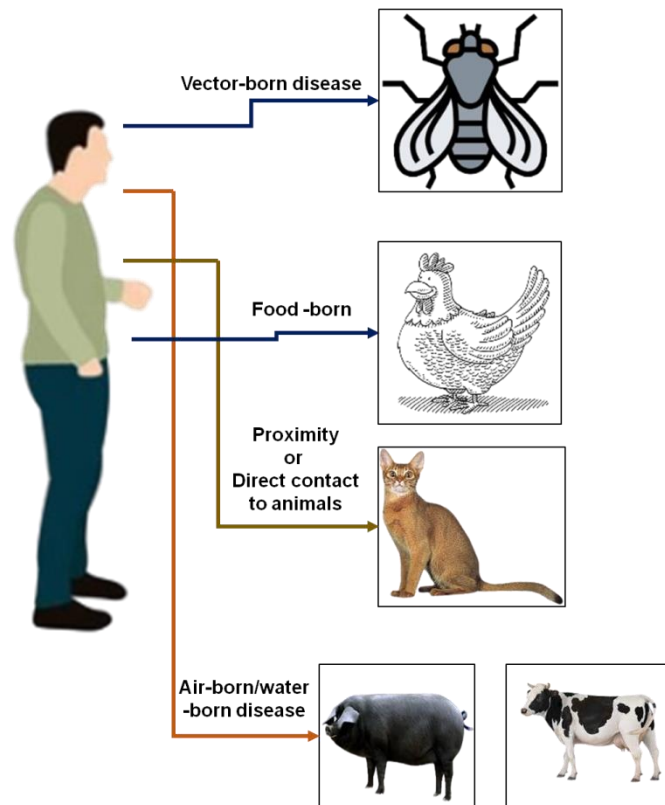 Vector-born disease
Food -born
Proximity
or
Direct contact
to animals
Air-born/water
-born disease